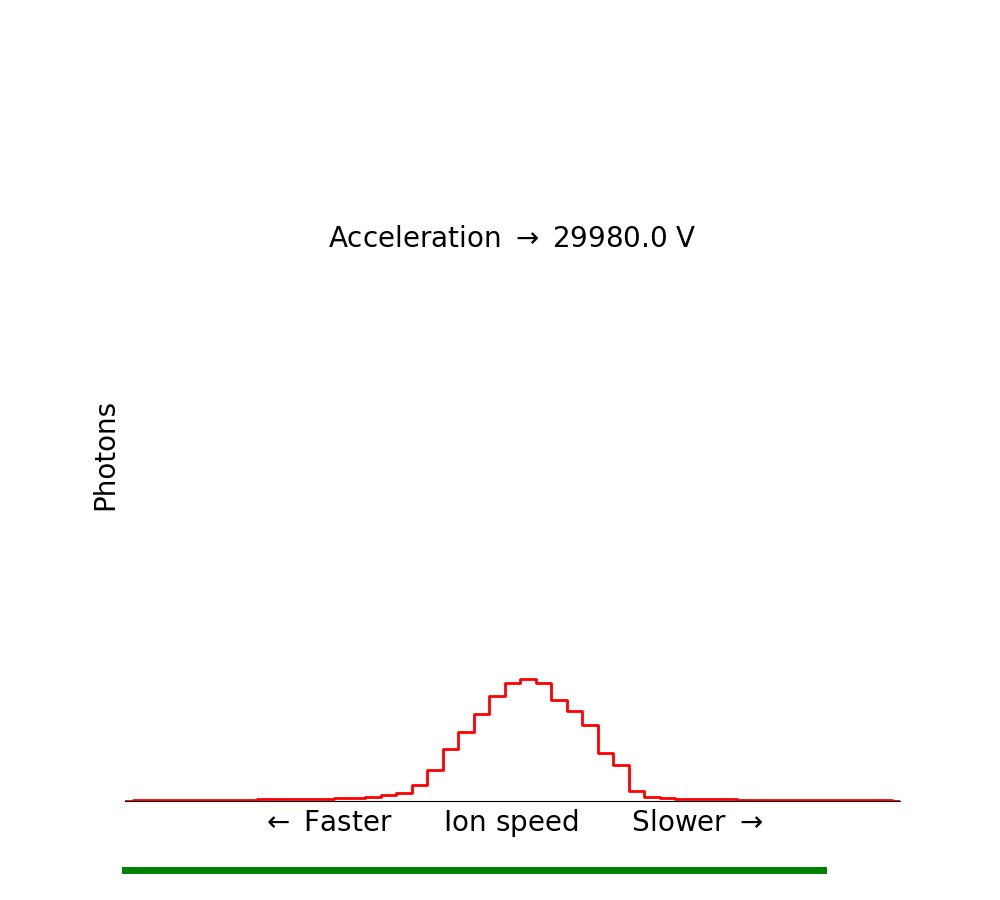 Acceleration → 29980.0 V
Photons
← Faster Ion speed Slower →